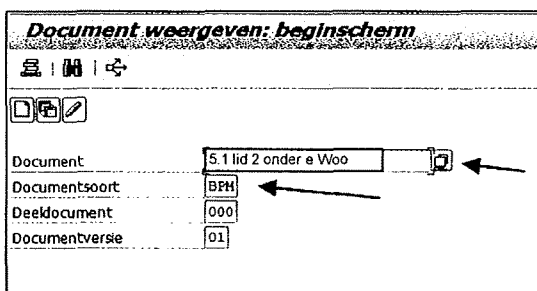 Document weergeven: beginscherm
Document 5.1 lid 2 onder e Woo
Documentsoort BPM
Deeldocument 000
Documentversie 01